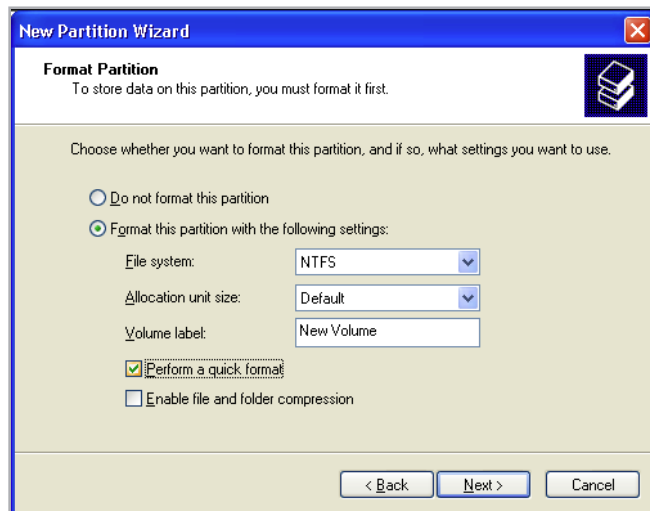 New Partition Wizard
Format Partition
To store data on this partition, you must format it first.
Choose whether you want to format this partition, and if so, what settings you want to use.
Do not format this partition
Format this partition with the following settings:
File system: NTFS
Allocation unit size: Default
Volume label: New Volume
Perform a quick format
Enable file and folder compression
< Back Next > Cancel